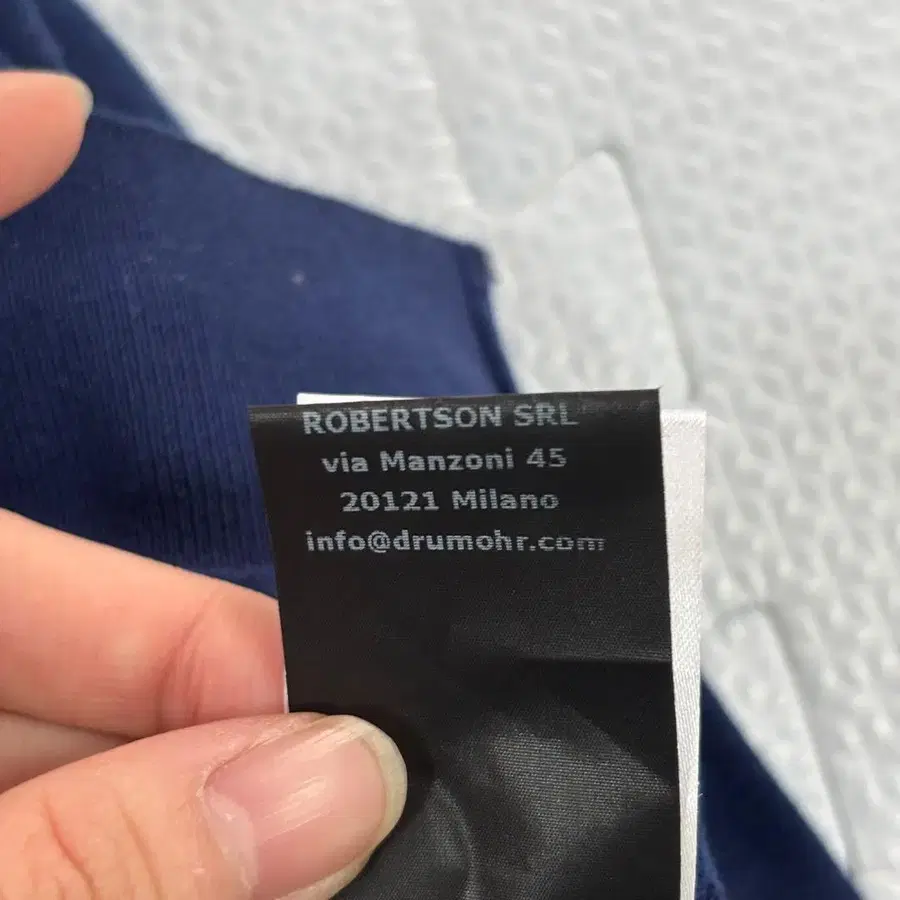 ROBERTSON SRL
via Manzoni 45
20121 Milano
info@drumohr.com